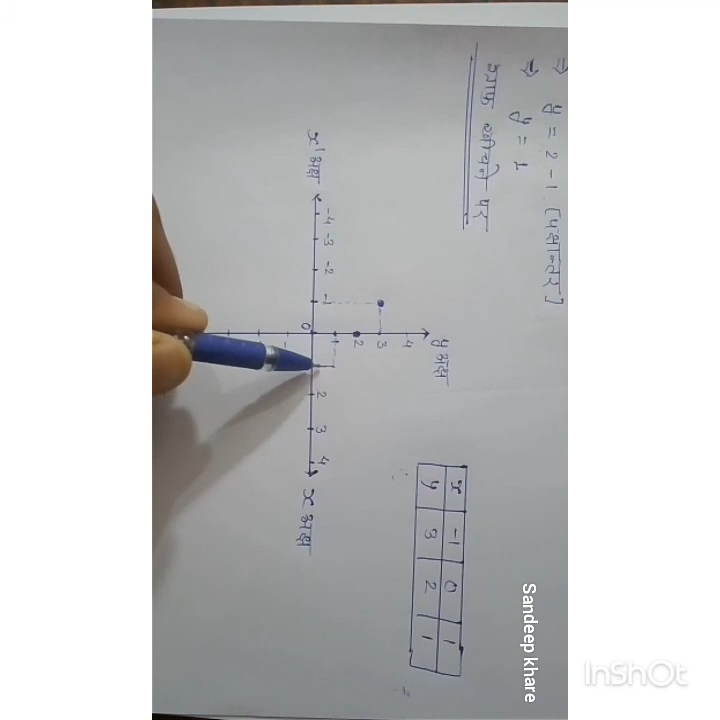 ⇒ y = 2 - 1 [पक्षान्तर]
⇒ y = 1
ग्राफ खींचने पर
y अक्ष
4
3
2
1
0
x' अक्ष -4 -3 -2 -1
2 3 4 x अक्ष
x -1 0 1
y 3 2 1
Sandeep khare
InShOt